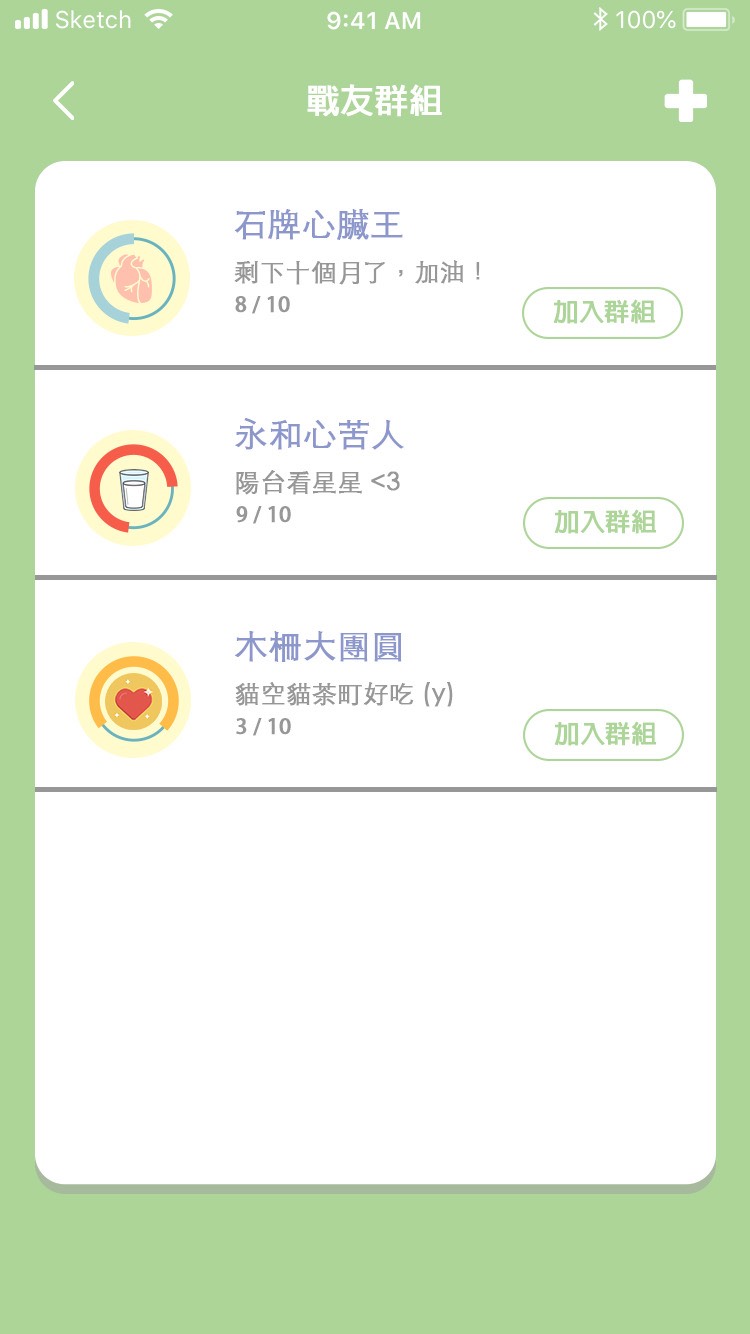 Sketch 9:41 AM 100%
戰友群組
石牌心臟王
剩下十個月了，加油！
8 / 10
加入群組
永和心苦人
陽台看星星 <3
9 / 10
加入群組
木柵大團圓
貓空貓茶町好吃 (y)
3 / 10
加入群組